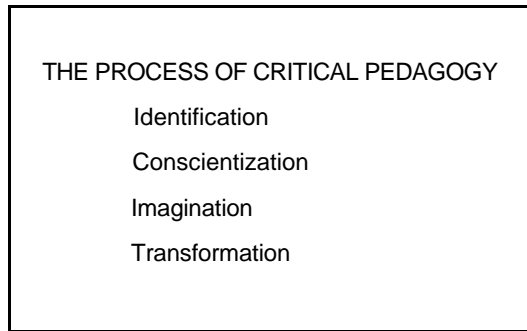 THE PROCESS OF CRITICAL PEDAGOGY
Identification
Conscientization
Imagination
Transformation